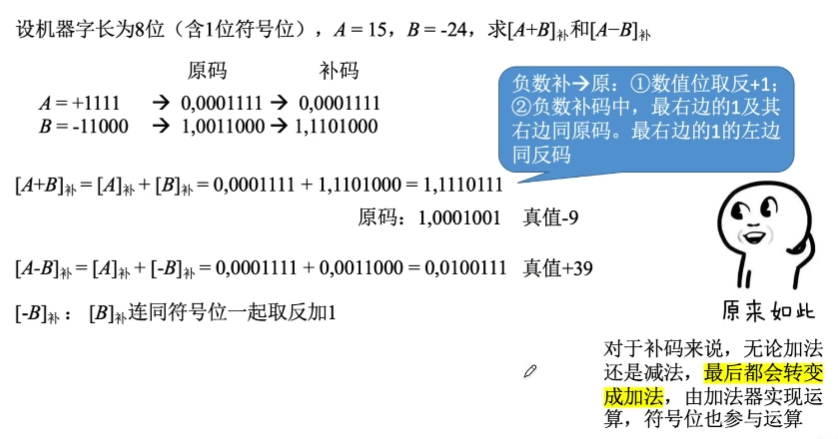 设机器字长为8位（含1位符号位），A = 15，B = -24，求[A+B]补和[A−B]补
原码 补码
A = +1111 → 0,0001111 → 0,0001111
B = -11000 → 1,0011000 → 1,1101000
负数补→原：①数值位取反+1；
②负数补码中，最右边的1及其
右边同原码。最右边的1的左边
同反码
[A+B]补 = [A]补 + [B]补 = 0,0001111 + 1,1101000 = 1,1110111
原码：1,0001001 真值-9
[A-B]补 = [A]补 + [-B]补 = 0,0001111 + 0,0011000 = 0,0100111 真值+39
[-B]补： [B]补连同符号位一起取反加1
原来如此
对于补码来说，无论加法
还是减法，最后都会转变
成加法，由加法器实现运
算，符号位也参与运算